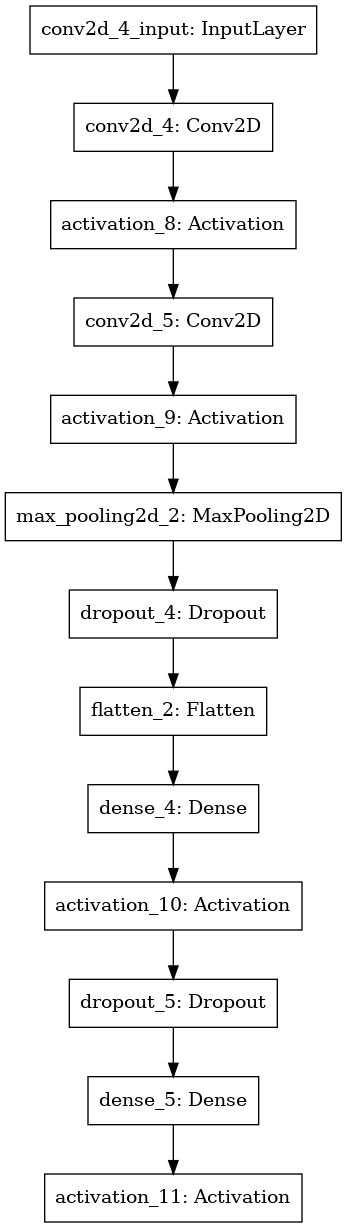 conv2d_4_input: InputLayer
conv2d_4: Conv2D
activation_8: Activation
conv2d_5: Conv2D
activation_9: Activation
max_pooling2d_2: MaxPooling2D
dropout_4: Dropout
flatten_2: Flatten
dense_4: Dense
activation_10: Activation
dropout_5: Dropout
dense_5: Dense
activation_11: Activation